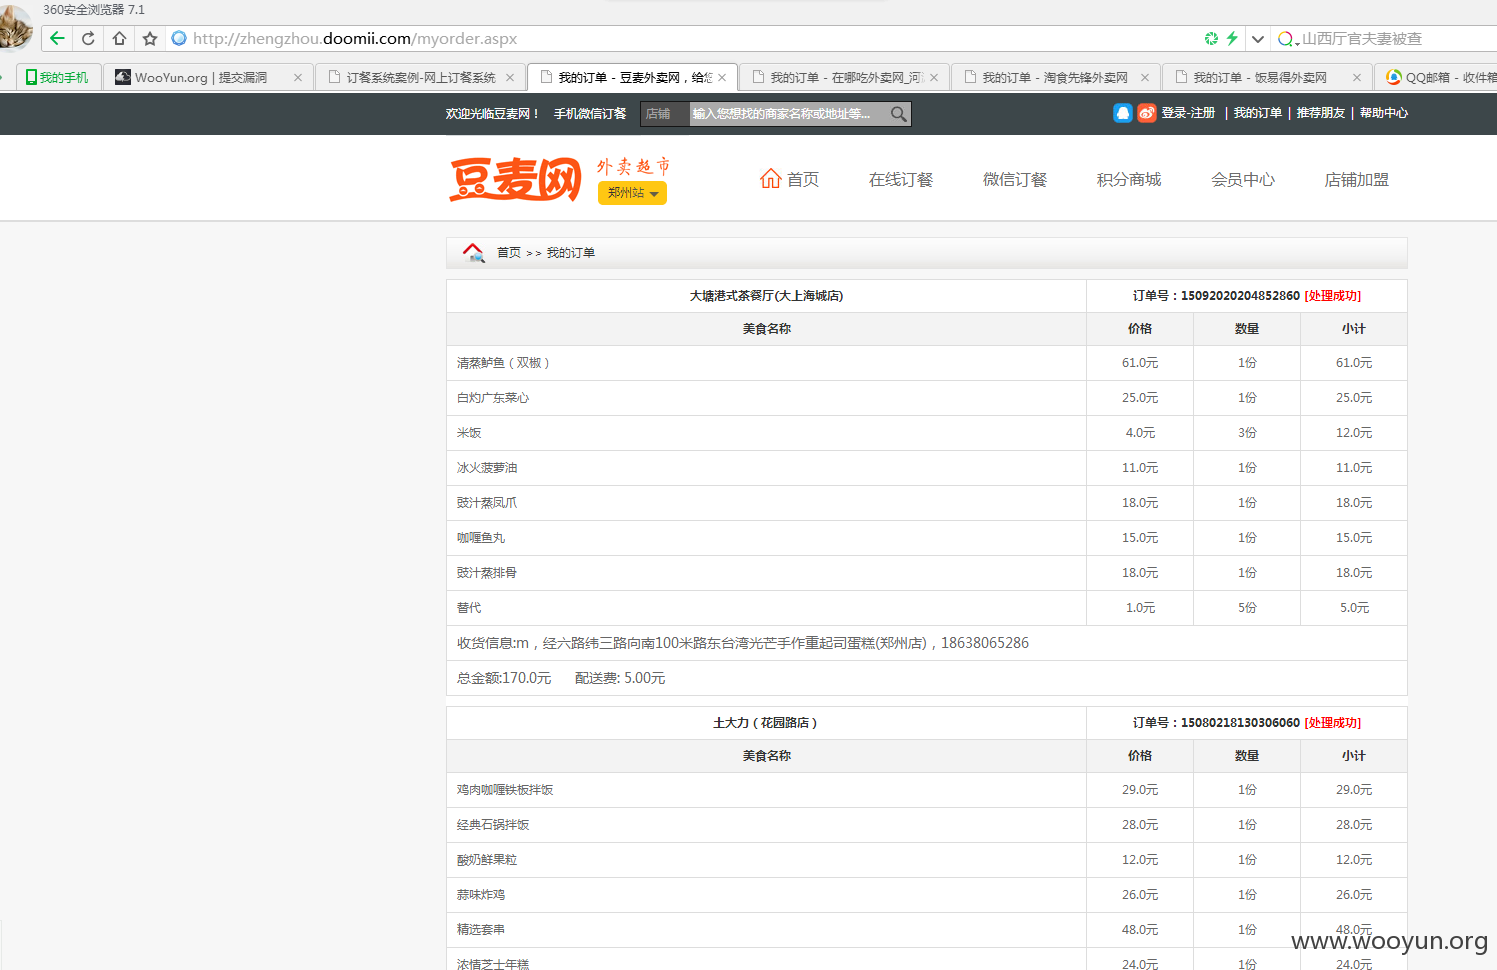 360安全浏览器 7.1
http://zhengzhou.doomii.com/myorder.aspx
山西厅官夫妻被查
我的手机
WooYun.org | 提交漏洞
订餐系统案例-网上订餐系统
我的订单 - 豆麦外卖网，给您
我的订单 - 在哪吃外卖网_河
我的订单 - 淘食先锋外卖网
我的订单 - 饭易得外卖网
QQ邮箱 - 收件箱
欢迎光临豆麦网！ 手机微信订餐 店铺 输入您想找的商家名称或地址等...
登录-注册 | 我的订单 | 推荐朋友 | 帮助中心
豆麦网 外卖超市
郑州站
首页 在线订餐 微信订餐 积分商城 会员中心 店铺加盟
首页 >> 我的订单
大塘港式茶餐厅(大上海城店) 订单号：15092020204852860 [处理成功]
美食名称 价格 数量 小计
清蒸鲈鱼（双椒） 61.0元 1份 61.0元
白灼广东菜心 25.0元 1份 25.0元
米饭 4.0元 3份 12.0元
冰火菠萝油 11.0元 1份 11.0元
豉汁蒸凤爪 18.0元 1份 18.0元
咖喱鱼丸 15.0元 1份 15.0元
豉汁蒸排骨 18.0元 1份 18.0元
替代 1.0元 5份 5.0元
收货信息:m，经六路纬三路向南100米路东台湾光芒手作重起司蛋糕(郑州店)，18638065286
总金额:170.0元 配送费: 5.00元
土大力（花园路店） 订单号：15080218130306060 [处理成功]
美食名称 价格 数量 小计
鸡肉咖喱铁板拌饭 29.0元 1份 29.0元
经典石锅拌饭 28.0元 1份 28.0元
酸奶鲜果粒 12.0元 1份 12.0元
蒜味炸鸡 26.0元 1份 26.0元
精选套串 48.0元 1份 48.0元
www.wooyun.org
浓情芝士年糕 24.0元 1份 24.0元